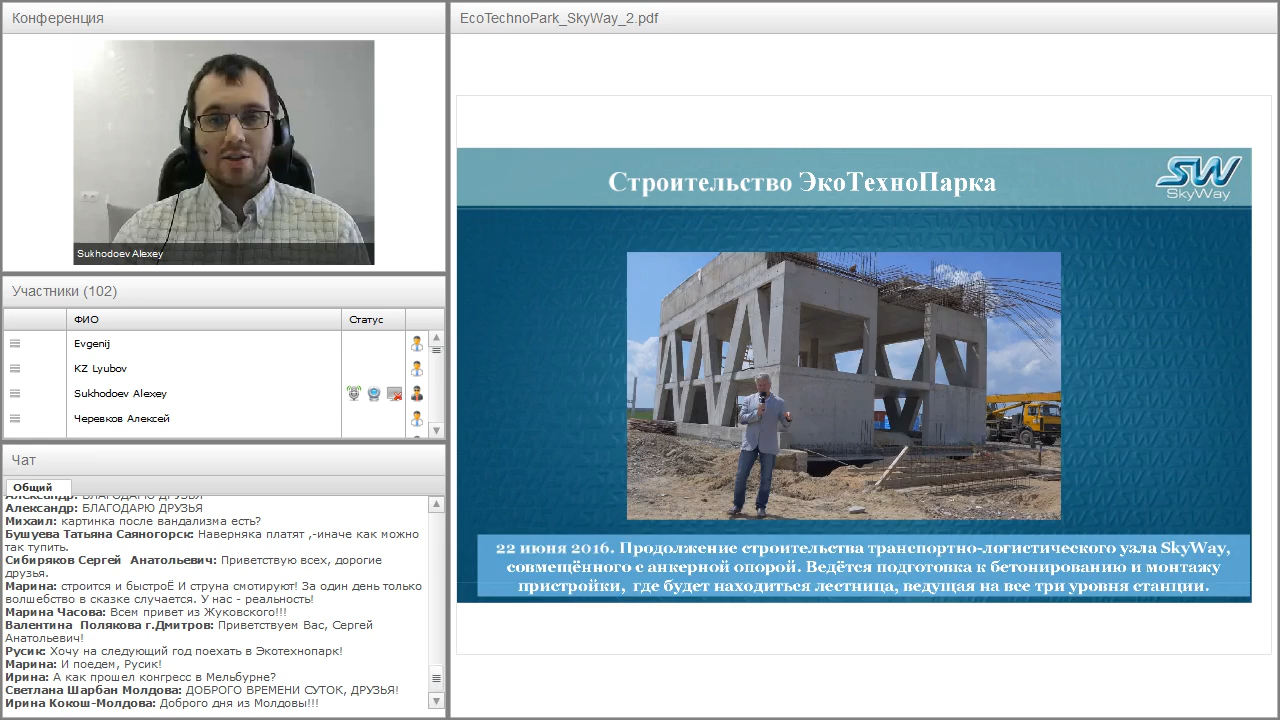 Конференция
Sukhodoev Alexey
Участники (102)
ФИО
Статус
Evgenij
KZ Lyubov
Sukhodoev Alexey
Черевков Алексей
Чат
Общий
Александр: БЛАГОДАРЮ ДРУЗЬЯ
Александр: БЛАГОДАРЮ ДРУЗЬЯ
Михаил: картинка после вандализма есть?
Бушуева Татьяна Саяногорск: Наверняка платят ,-иначе как можно
так тупить.
Сибиряков Сергей Анатольевич: Приветствую всех, дорогие
друзья.
Марина: строится и быстроЁ И струна смотируют! За один день только
волшебство в сказке случается. У нас - реальность!
Марина Часова: Всем привет из Жуковского!!!
Валентина Полякова г.Дмитров: Приветствуем Вас, Сергей
Анатольевич!
Русик: Хочу на следующий год поехать в Экотехнопарк!
Марина: И поедем, Русик!
Ирина: А как прошел конгресс в Мельбурне?
Светлана Шарбан Молдова: ДОБРОГО ВРЕМЕНИ СУТОК, ДРУЗЬЯ!
Ирина Кокош-Молдова: Доброго дня из Молдовы!!!
EcoTechnoPark_SkyWay_2.pdf
Строительство ЭкоТехноПарка
SW
SkyWay
22 июня 2016. Продолжение строительства транспортно-логистического узла SkyWay,
совмещённого с анкерной опорой. Ведётся подготовка к бетонированию и монтажу
пристройки, где будет находиться лестница, ведущая на все три уровня станции.